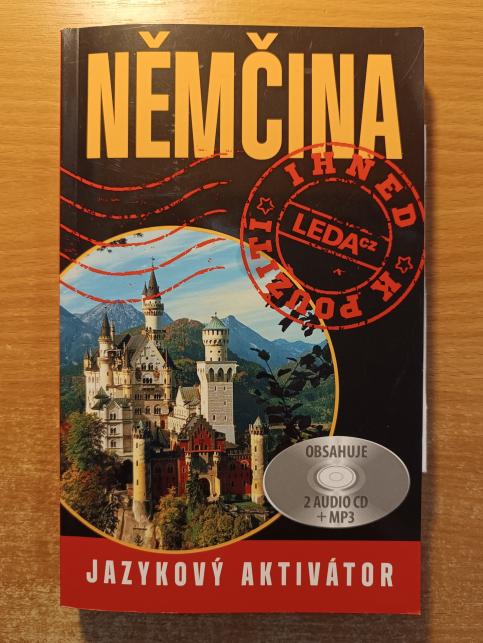 NĚMČINA
IHNED
K POUŽITÍ
LEDA.cz
OBSAHUJE
2 AUDIO CD
+ MP3
JAZYKOVÝ AKTIVÁTOR